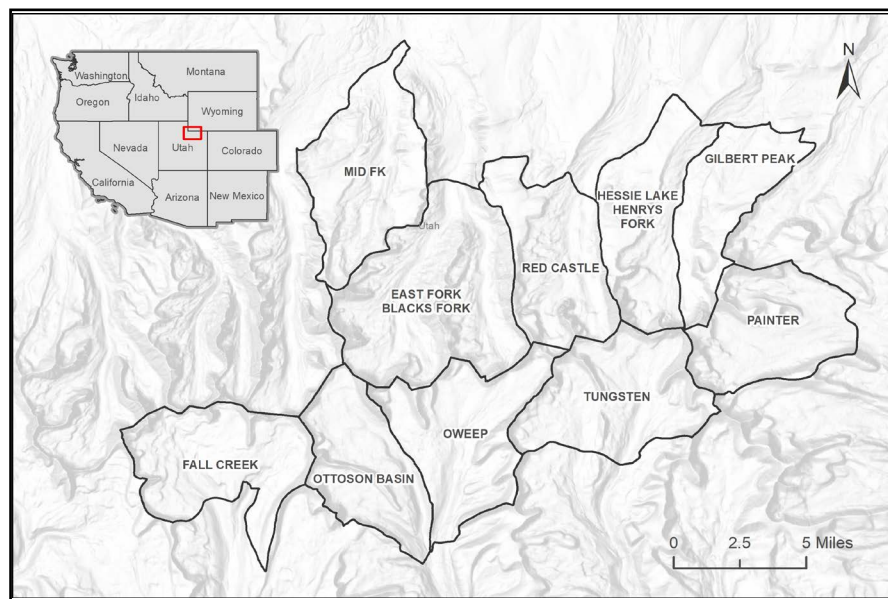 Washington
Montana
Oregon
Idaho
Wyoming
Nevada
Utah
Colorado
California
Arizona
New Mexico
N
MID FK
GILBERT PEAK
HESSIE LAKE
HENRYS
FORK
Utah
RED CASTLE
EAST FORK
BLACKS FORK
PAINTER
TUNGSTEN
OWEEP
FALL CREEK
OTTOSON BASIN
0 2.5 5 Miles